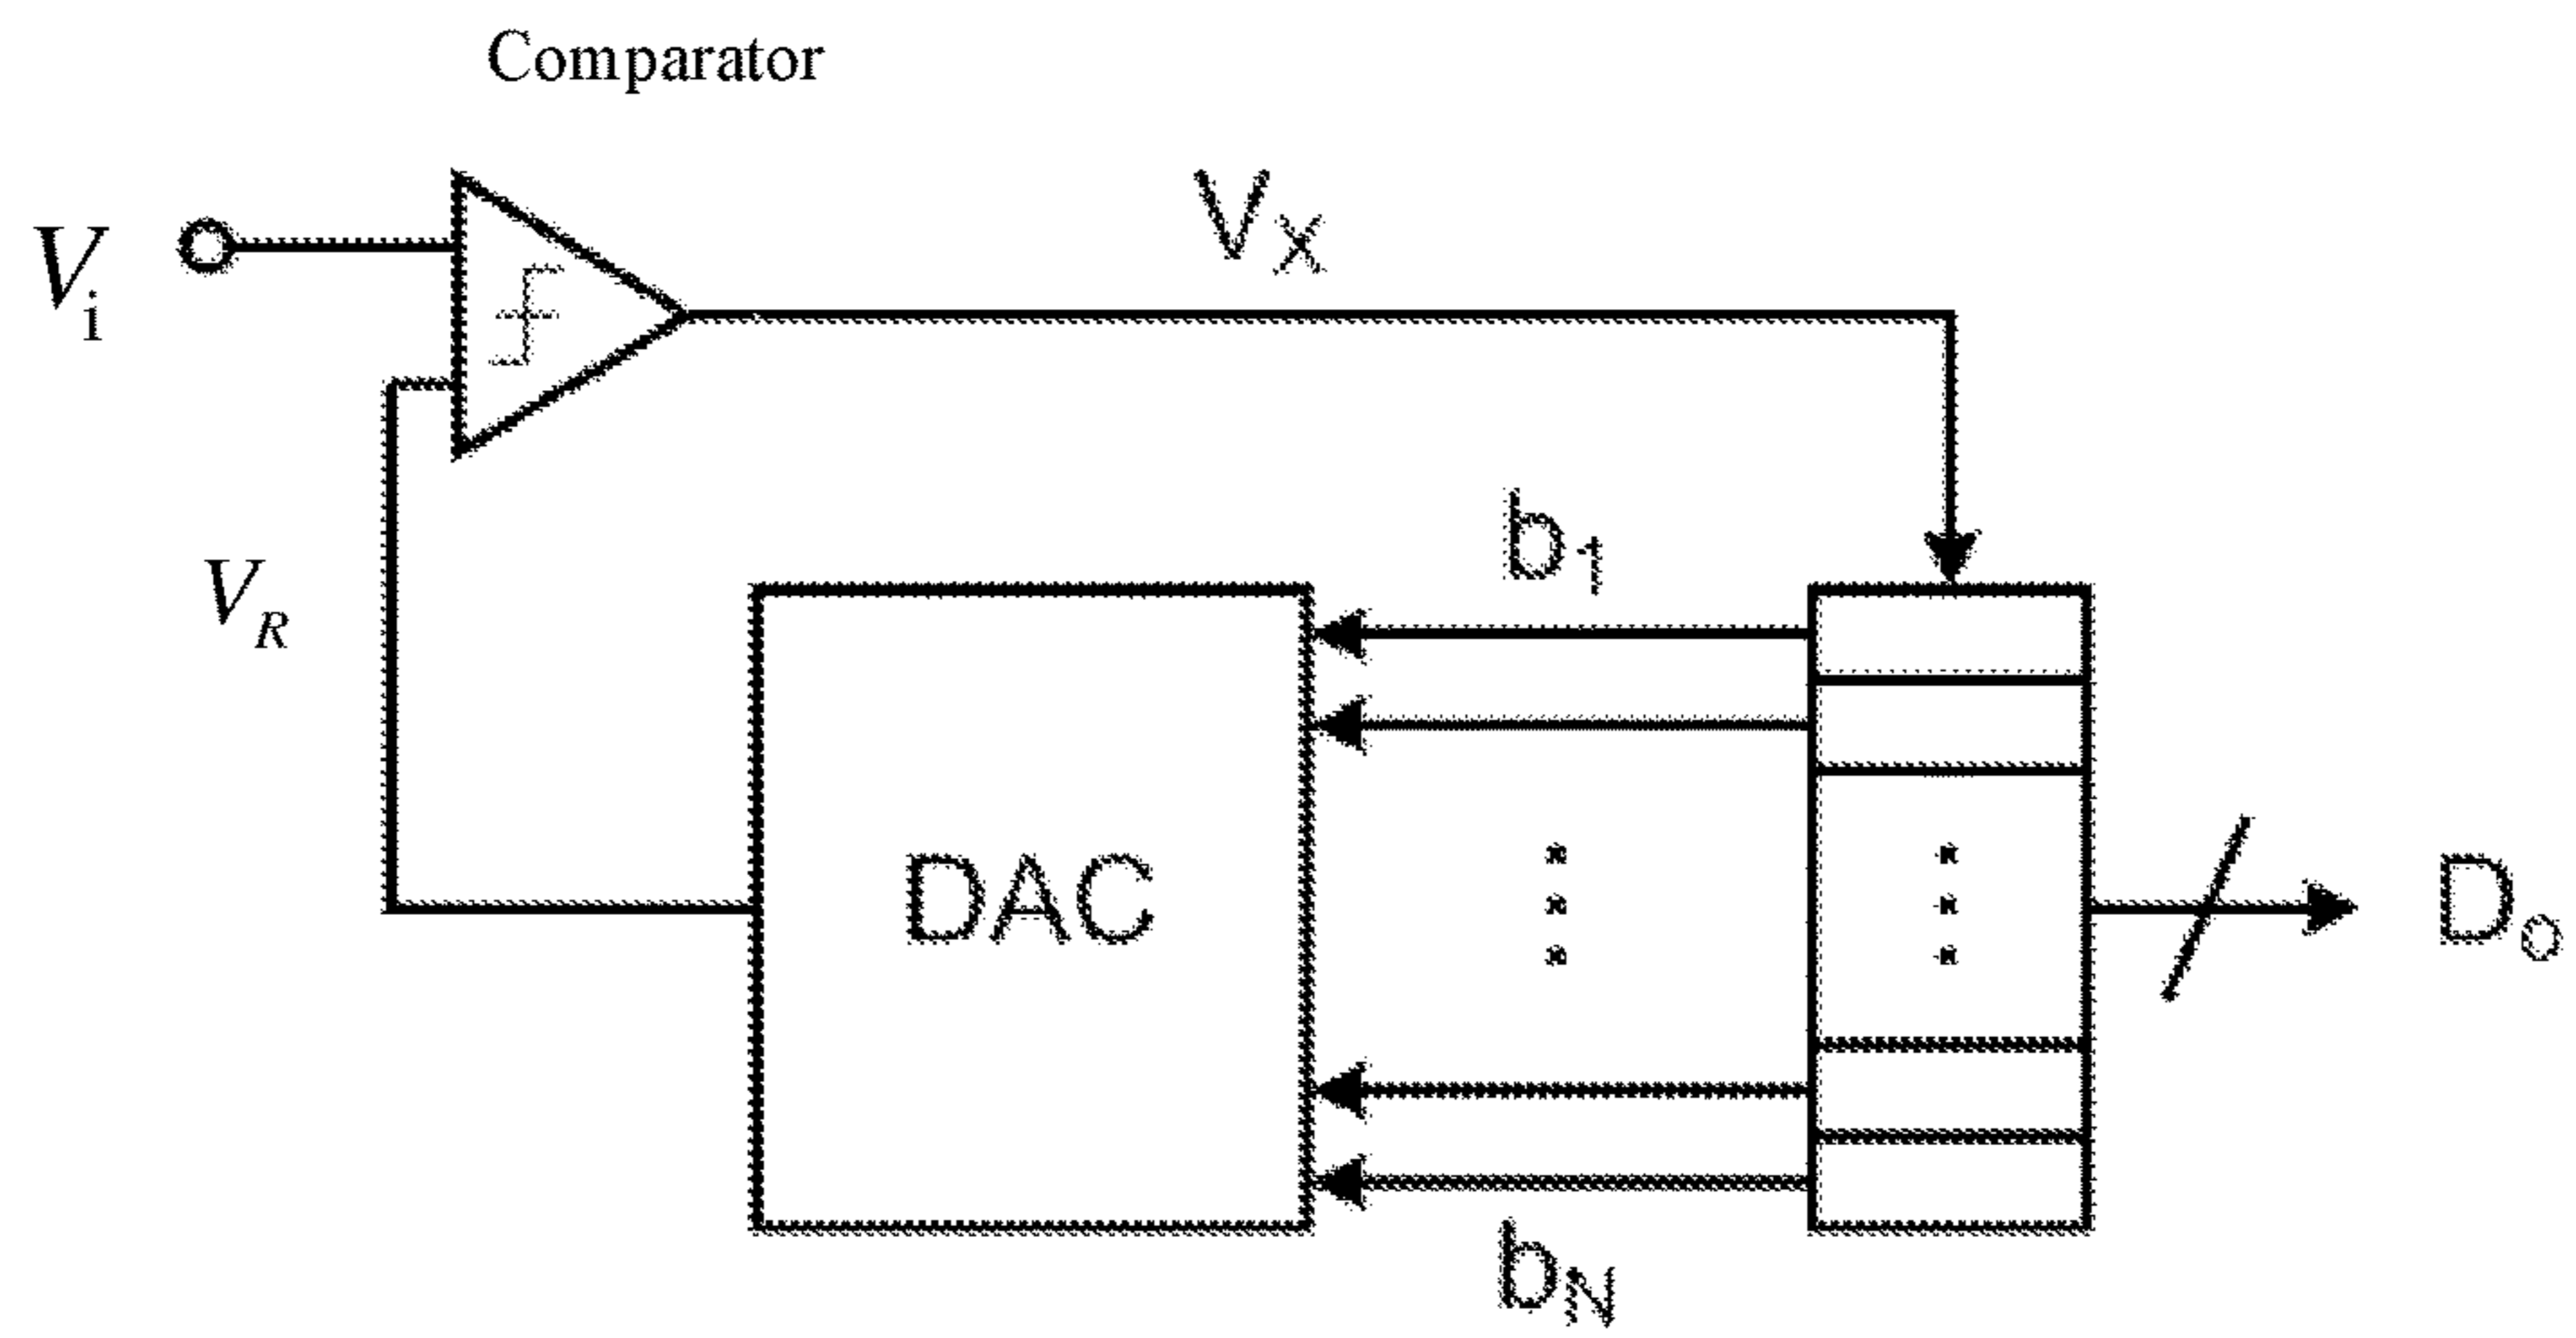 Comparator
Vi
VX
VR
b1
DAC
Do
bN